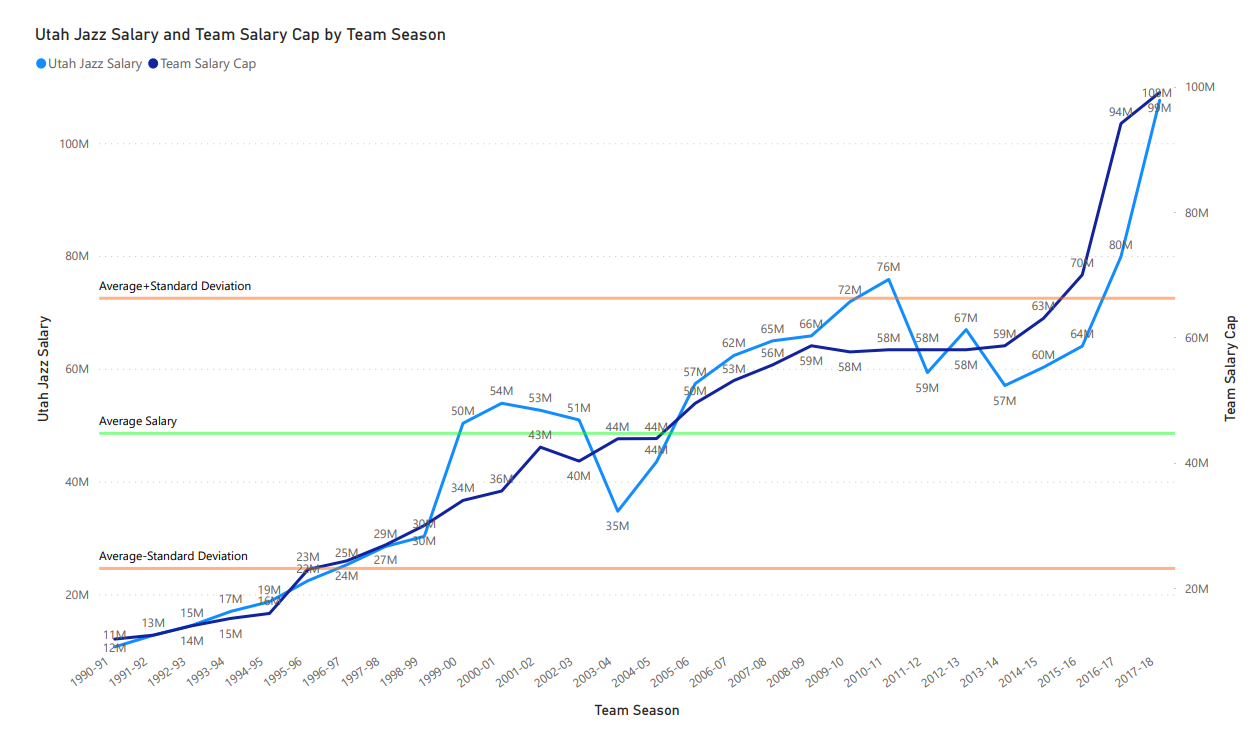 Utah Jazz Salary and Team Salary Cap by Team Season
Utah Jazz Salary Team Salary Cap
100M
80M
60M
40M
20M
Utah Jazz Salary
100M
80M
60M
40M
20M
Team Salary Cap
Average+Standard Deviation
Average Salary
Average-Standard Deviation
11M
12M
13M
15M
14M
17M
15M
19M
16M
23M
25M
24M
29M
27M
30M
30M
50M
34M
54M
36M
53M
43M
51M
40M
44M
35M
44M
44M
57M
50M
62M
53M
65M
56M
66M
59M
72M
58M
76M
58M
58M
59M
67M
58M
59M
57M
63M
60M
70M
64M
94M
80M
99M
1990-91
1991-92
1992-93
1993-94
1994-95
1995-96
1996-97
1997-98
1998-99
1999-00
2000-01
2001-02
2002-03
2003-04
2004-05
2005-06
2006-07
2007-08
2008-09
2009-10
2010-11
2011-12
2012-13
2013-14
2014-15
2015-16
2016-17
2017-18
Team Season